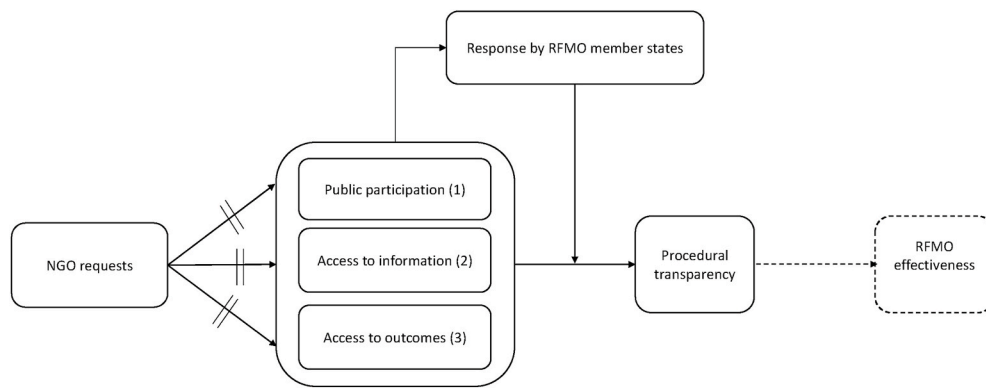 Response by RFMO member states
Public participation (1)
NGO requests
Access to information (2)
Access to outcomes (3)
Procedural
transparency
RFMO
effectiveness